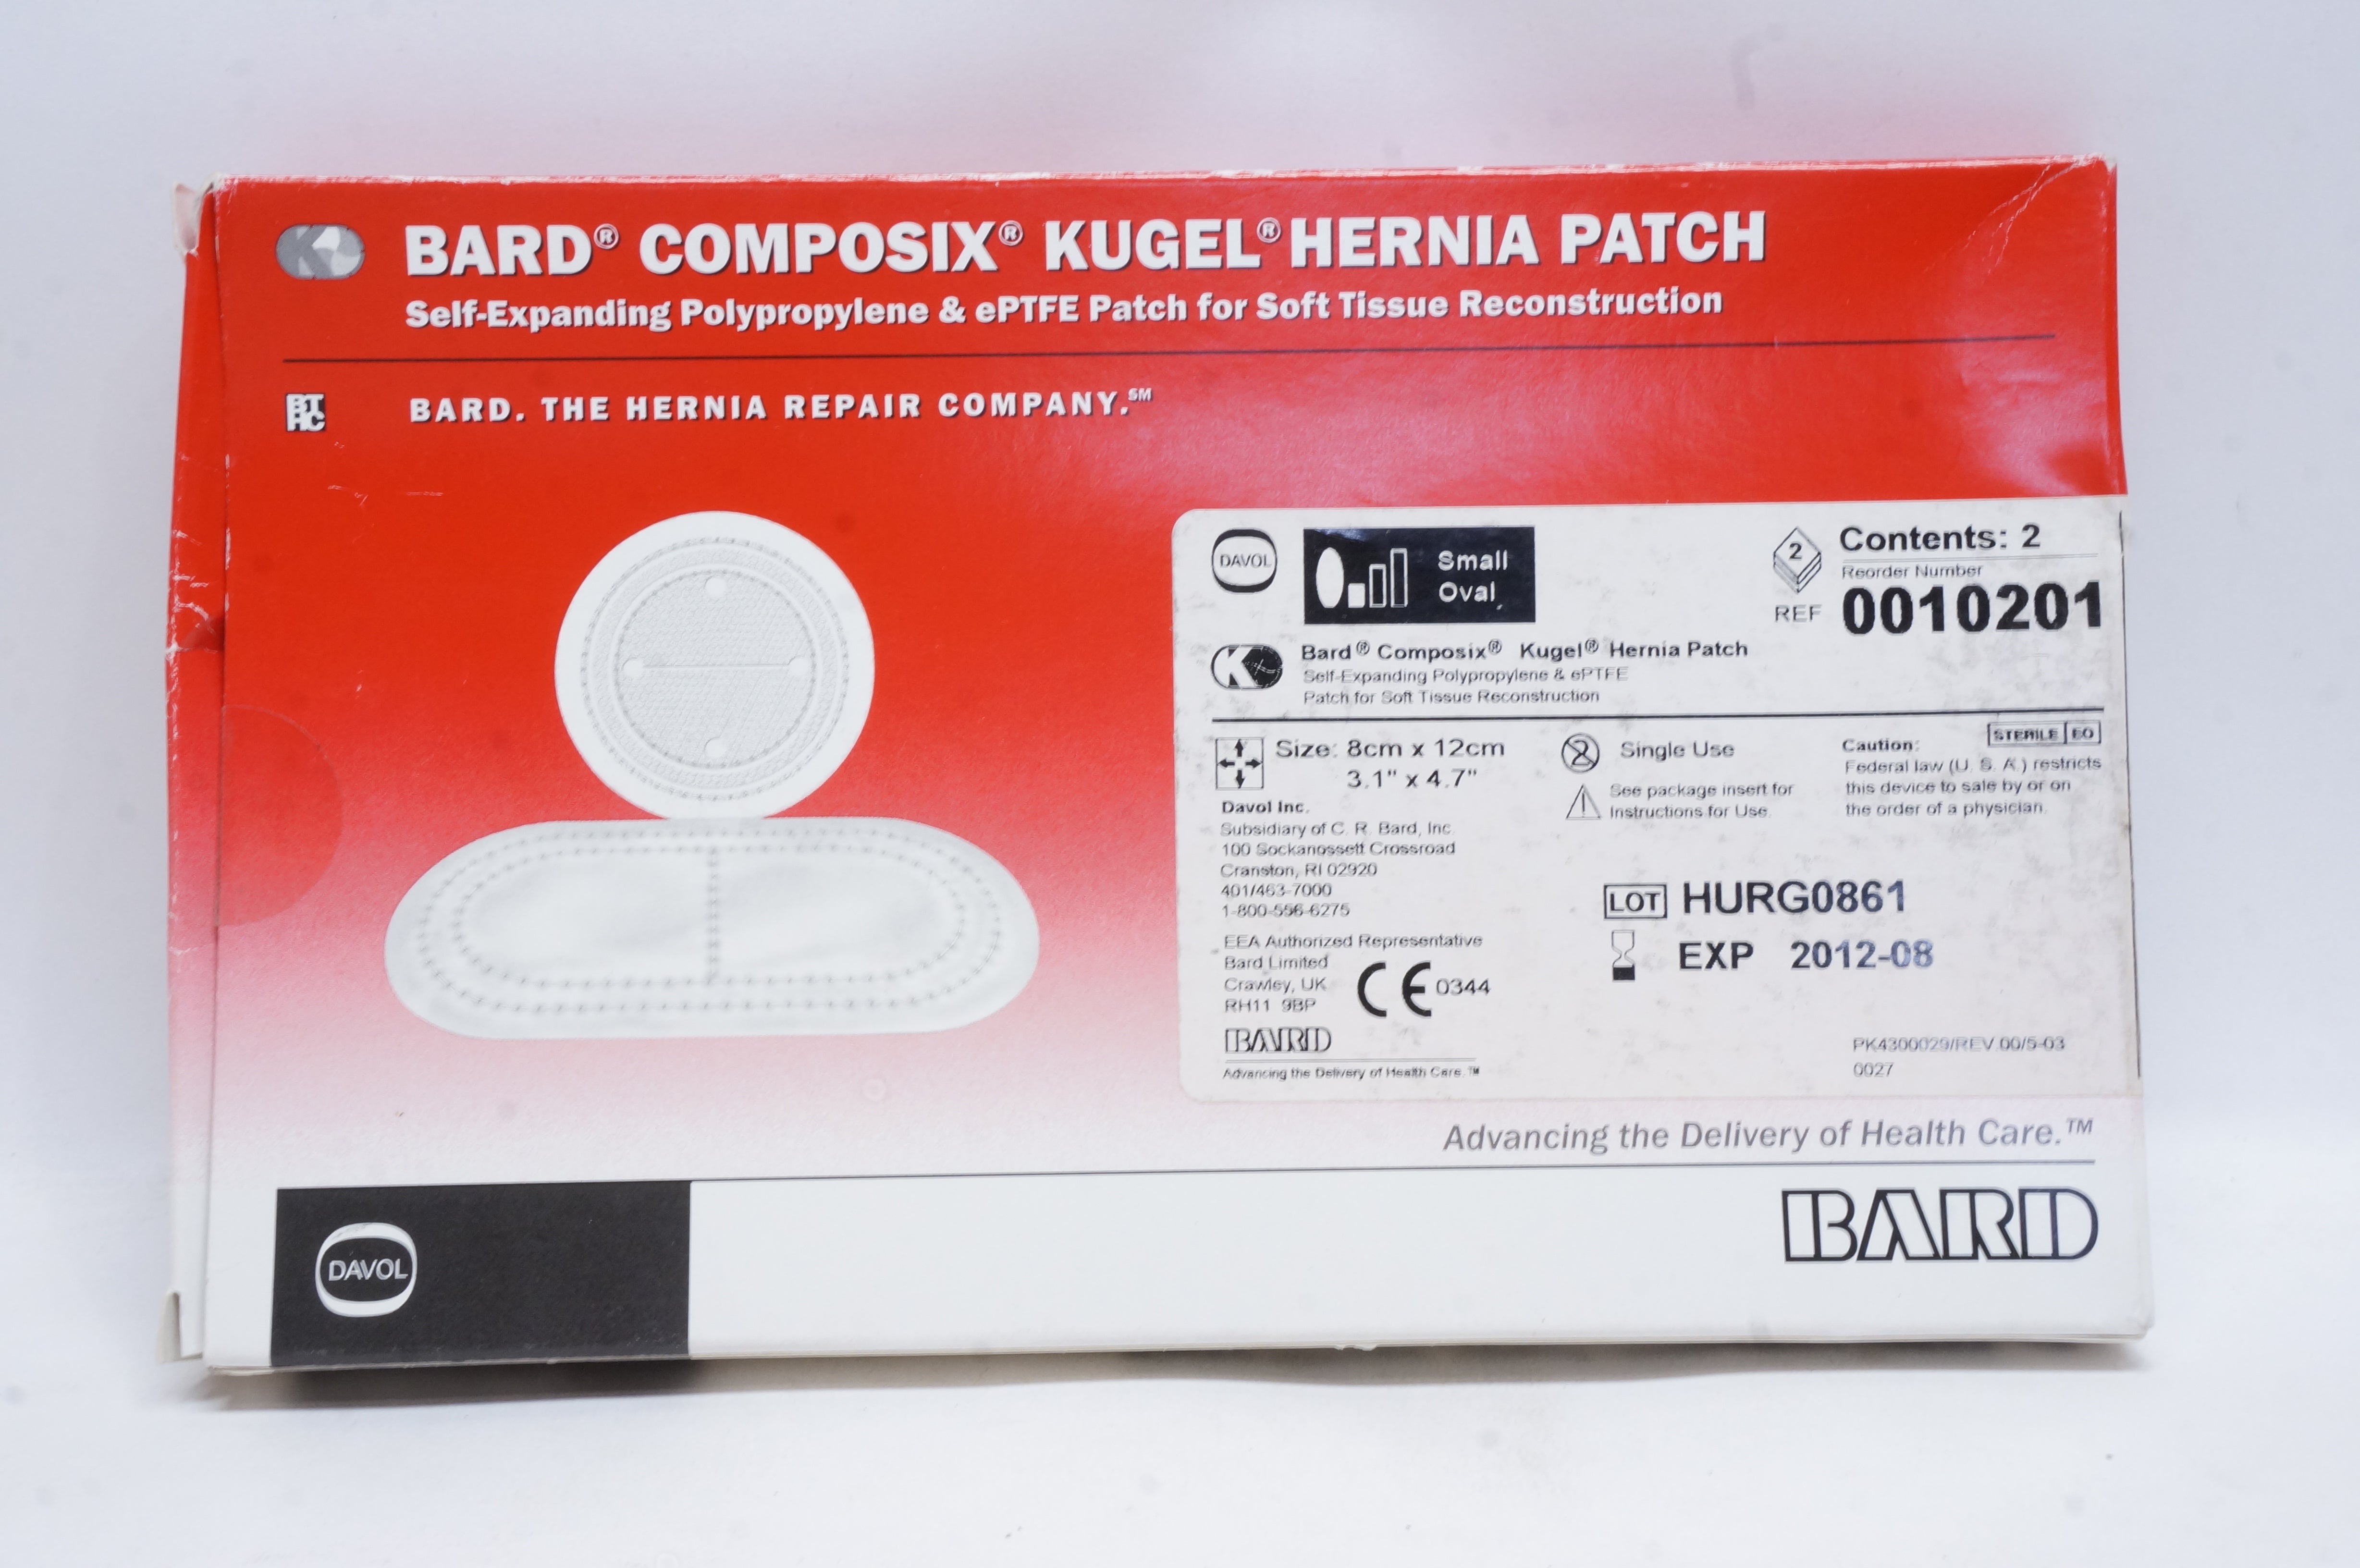 BARD® COMPOSIX® KUGEL® HERNIA PATCH
Self-Expanding Polypropylene & ePTFE Patch for Soft Tissue Reconstruction
BT
HC
BARD. THE HERNIA REPAIR COMPANY.℠
DAVOL
Small
Oval
2
Contents: 2
Reorder Number
REF 0010201
K
Bard® Composix® Kugel® Hernia Patch
Self-Expanding Polypropylene & ePTFE
Patch for Soft Tissue Reconstruction
Size: 8cm x 12cm
3.1" x 4.7"
2
Single Use
See package insert for
Instructions for Use.
STERILE EO
Caution:
Federal law (U. S. A.) restricts
this device to sale by or on
the order of a physician.
Davol Inc.
Subsidiary of C. R. Bard, Inc.
100 Sockanossett Crossroad
Cranston, RI 02920
401/463-7000
1-800-556-6275
EEA Authorized Representative
Bard Limited
Crawley, UK
RH11 9BP
CE 0344
BARD
Advancing the Delivery of Health Care.™
LOT HURG0861
EXP 2012-08
PK4300029/REV.00/5-03
0027
Advancing the Delivery of Health Care.™
DAVOL
BARD